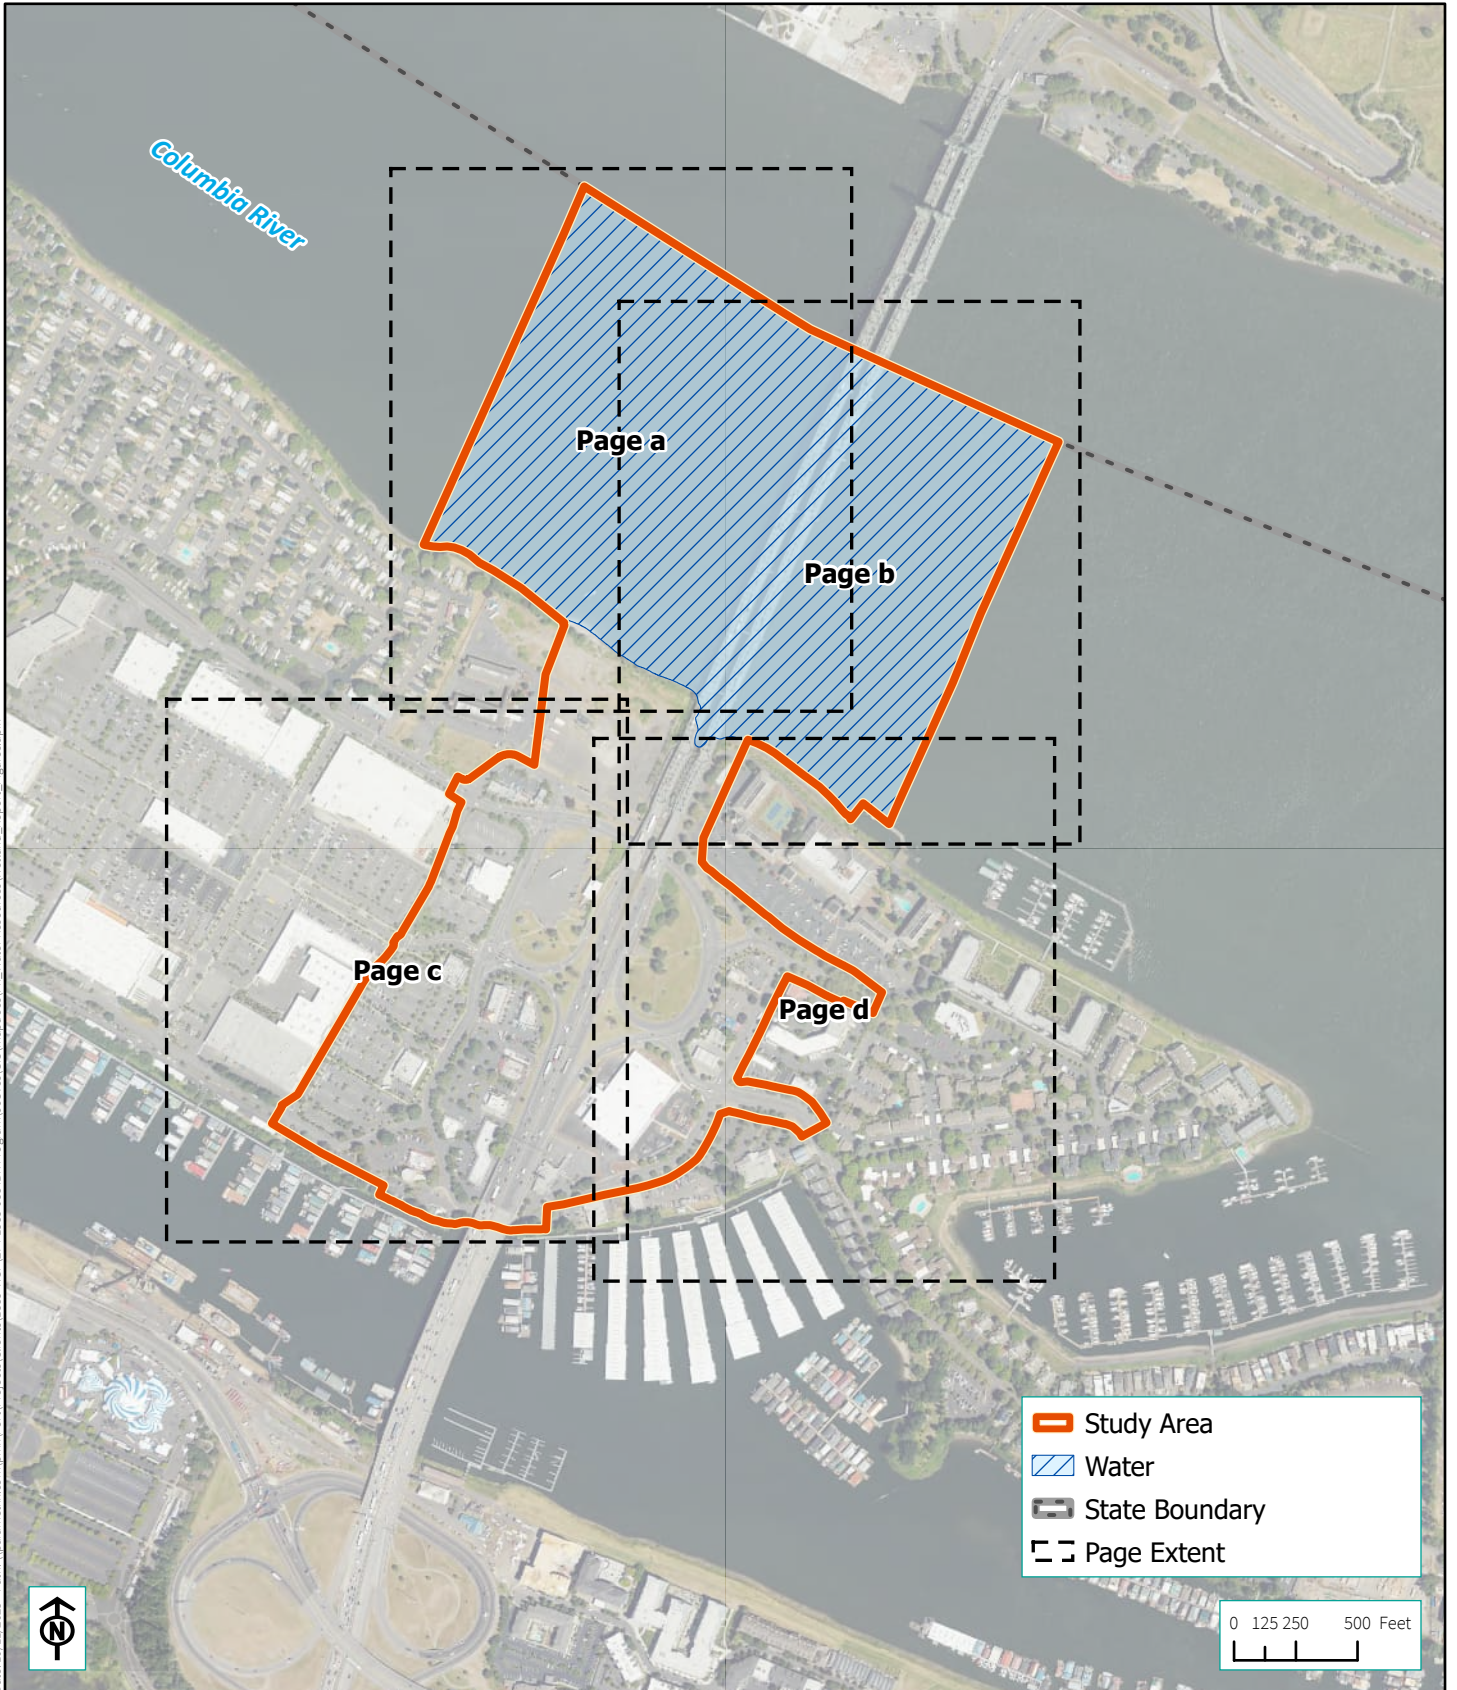 Columbia River
Page a
Page b
Page c
Page d
Study Area
Water
State Boundary
Page Extent
N
0 125 250 500 Feet